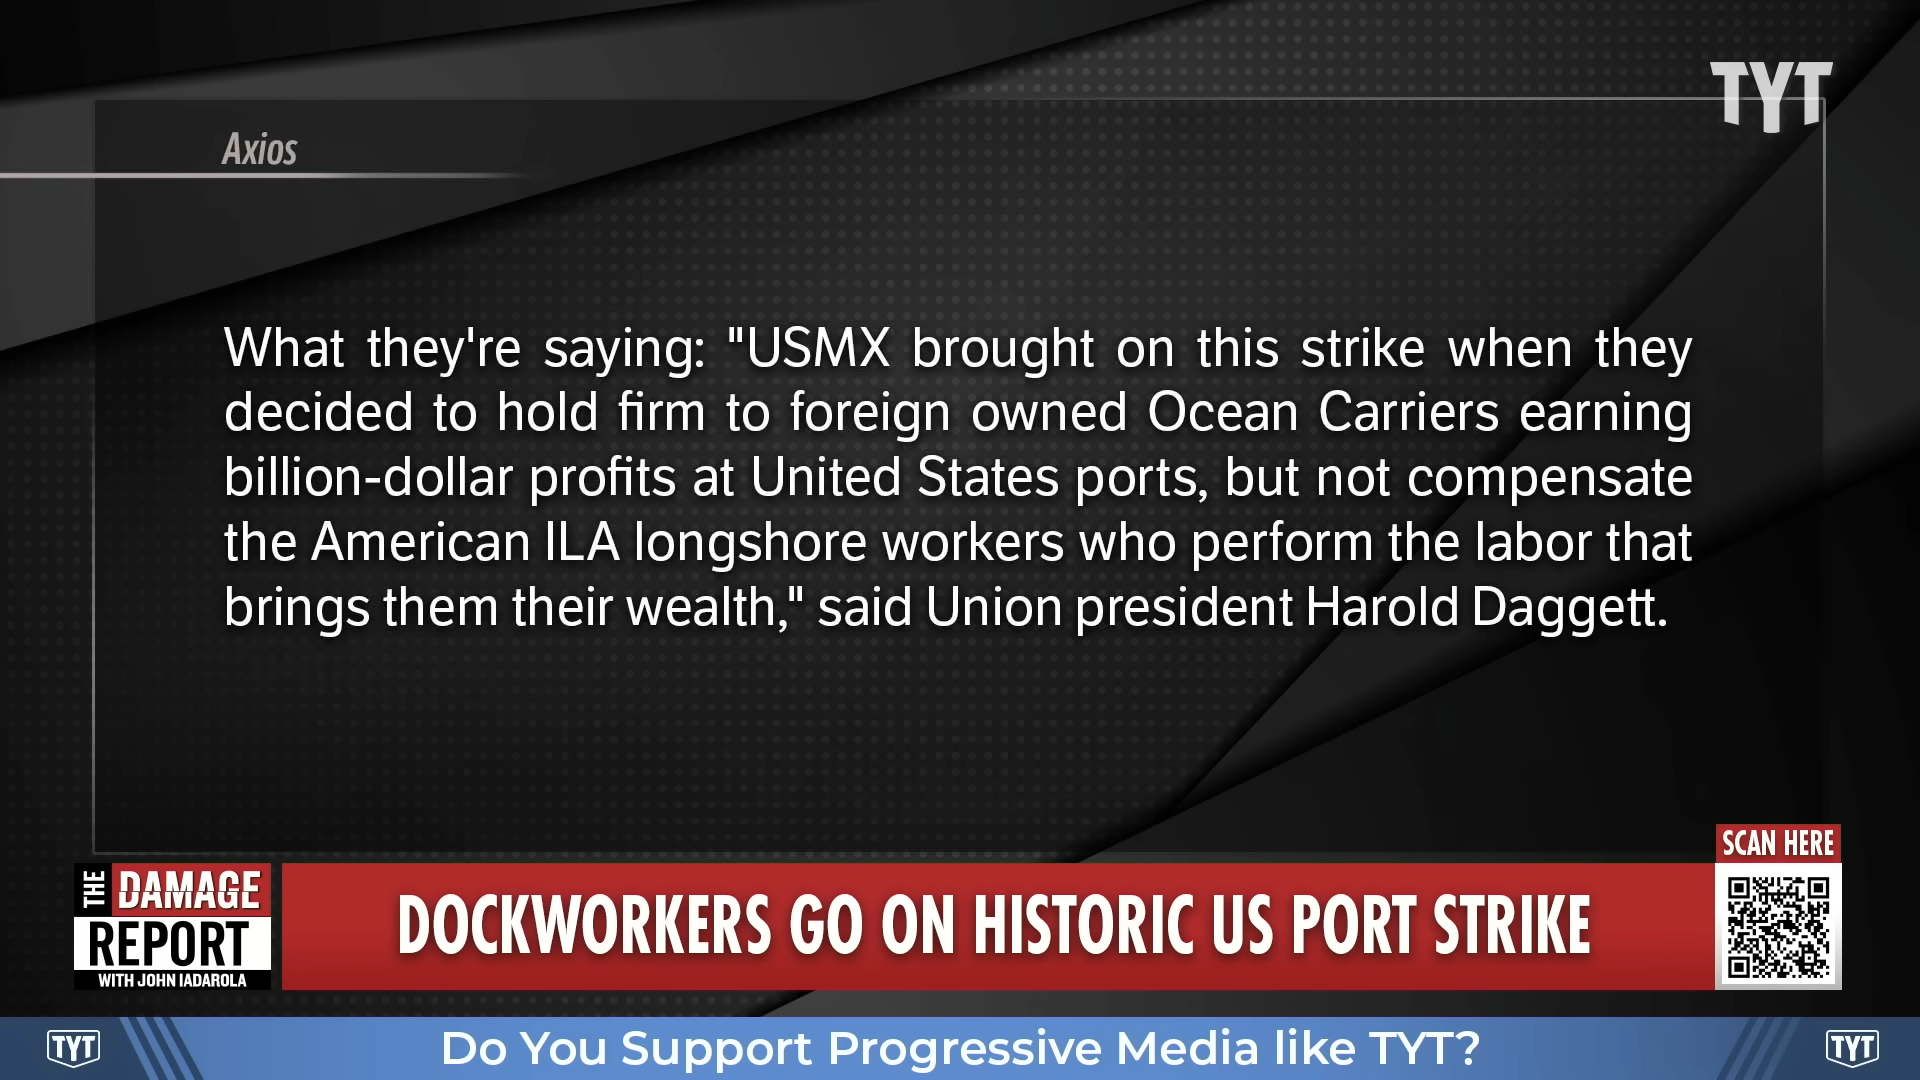 TYT
Axios
What they're saying: "USMX brought on this strike when they
decided to hold firm to foreign owned Ocean Carriers earning
billion-dollar profits at United States ports, but not compensate
the American ILA longshore workers who perform the labor that
brings them their wealth," said Union president Harold Daggett.
SCAN HERE
THE DAMAGE
REPORT
WITH JOHN IADAROLA
DOCKWORKERS GO ON HISTORIC US PORT STRIKE
TYT
Do You Support Progressive Media like TYT?
TYT